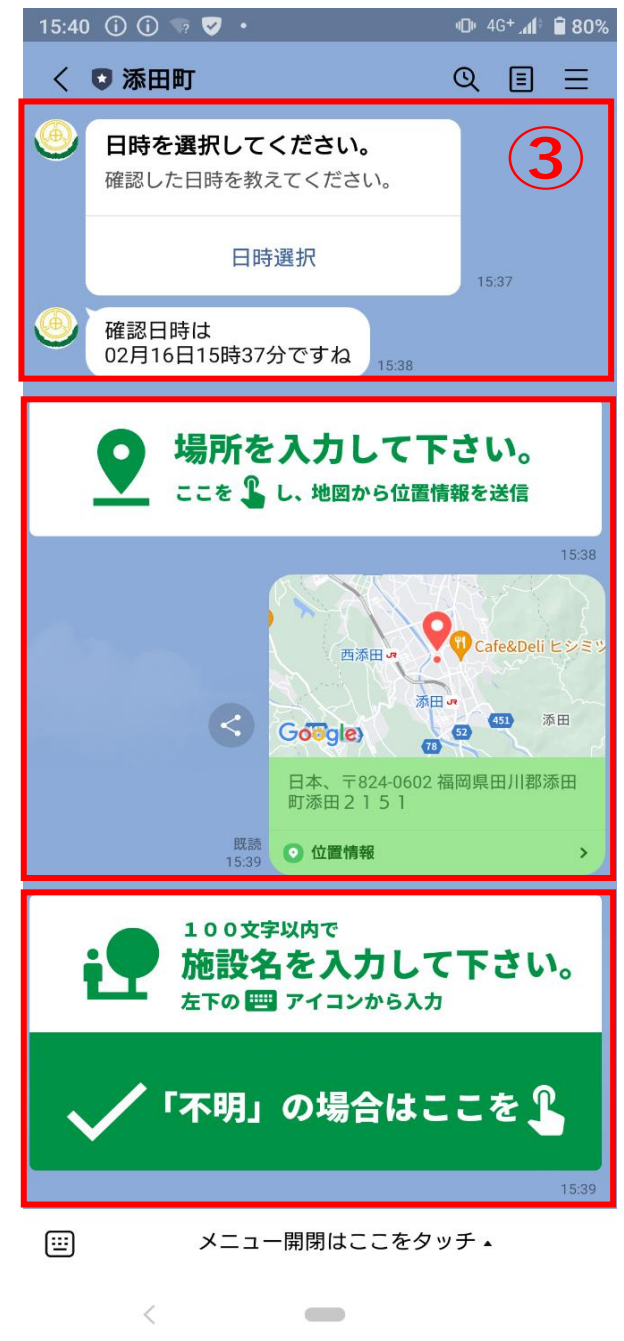 15:40
4G+
80%
添田町
③
日時を選択してください。
確認した日時を教えてください。
日時選択
15:37
確認日時は
02月16日15時37分ですね
15:38
場所を入力して下さい。
ここを し、地図から位置情報を送信
15:38
西添田 JR
Cafe&Deli ヒシミツ
添田 JR
451
添田
52
78
Google
日本、〒824-0602 福岡県田川郡添田
町添田２１５１
既読
15:39
位置情報
１００文字以内で
施設名を入力して下さい。
左下の アイコンから入力
「不明」の場合はここを
15:39
メニュー開閉はここをタッチ